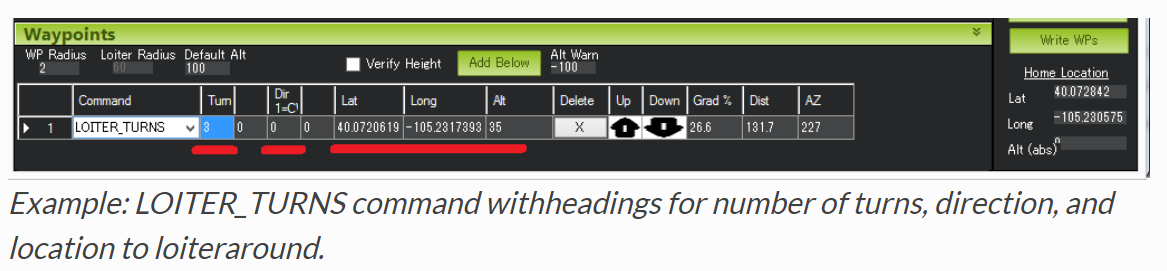 Waypoints
WP Radius Loiter Radius Default Alt
2 60 100
Verify Height
Add Below
Alt Warn
-100
Command Turn Dir 1=CV Lat Long Alt Delete Up Down Grad % Dist AZ
1 LOITER_TURNS 3 0 0 0 40.0720619 -105.2317393 35 X 26.6 131.7 227
Write WPs
Home Location
Lat 40.072842
Long -105.230575
Alt (abs)
Example: LOITER_TURNS command withheadings for number of turns, direction, and
location to loiteraround.